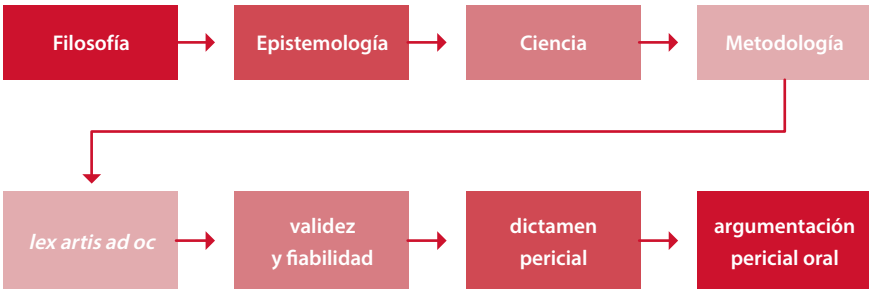 Filosofía
Epistemología
Ciencia
Metodología
lex artis ad oc
validez
y fiabilidad
dictamen
pericial
argumentación
pericial oral